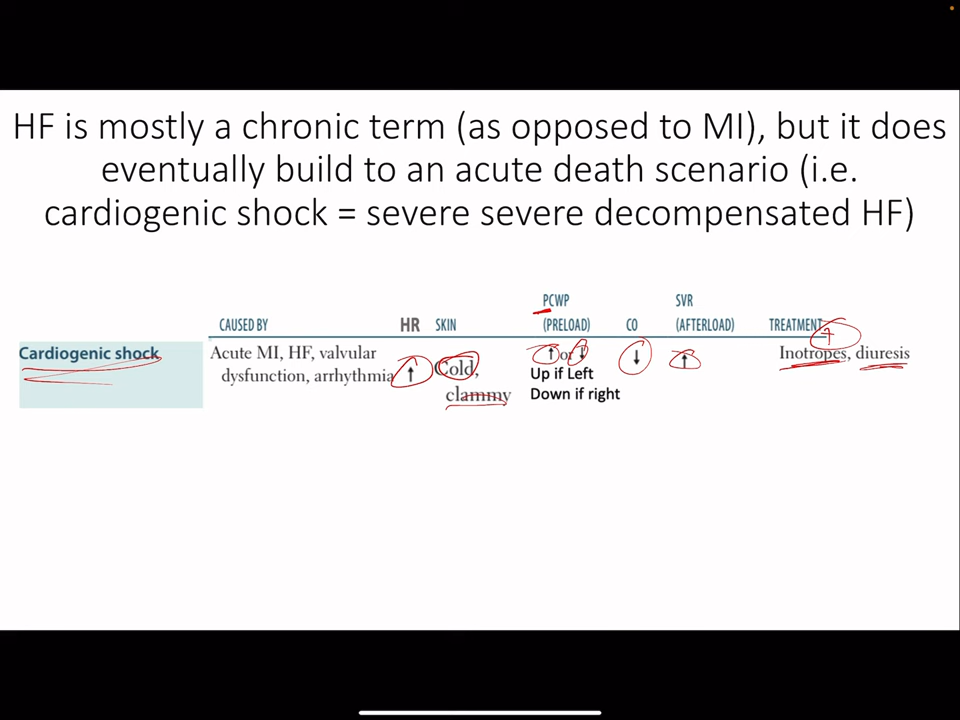 HF is mostly a chronic term (as opposed to MI), but it does
eventually build to an acute death scenario (i.e.
cardiogenic shock = severe severe decompensated HF)
PCWP SVR
CAUSED BY HR SKIN (PRELOAD) CO (AFTERLOAD) TREATMENT
+
Cardiogenic shock Acute MI, HF, valvular ↑ or ↓ ↓ ↑ Inotropes, diuresis
dysfunction, arrhythmia ↑ Cold, Up if Left
clammy Down if right